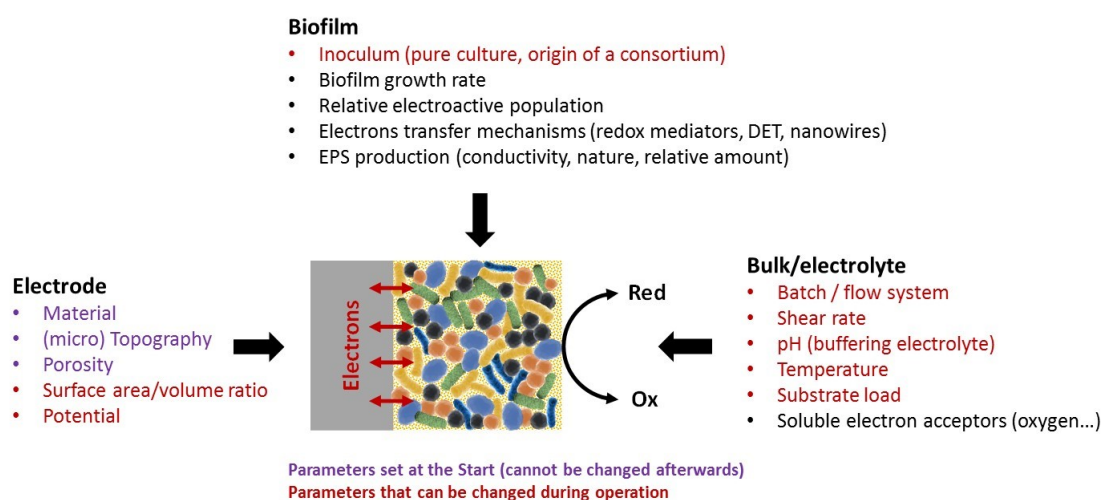 Biofilm
• Inoculum (pure culture, origin of a consortium)
• Biofilm growth rate
• Relative electroactive population
• Electrons transfer mechanisms (redox mediators, DET, nanowires)
• EPS production (conductivity, nature, relative amount)
Electrode
• Material
• (micro) Topography
• Porosity
• Surface area/volume ratio
• Potential
Electrons
Red
Ox
Bulk/electrolyte
• Batch / flow system
• Shear rate
• pH (buffering electrolyte)
• Temperature
• Substrate load
• Soluble electron acceptors (oxygen...)
Parameters set at the Start (cannot be changed afterwards)
Parameters that can be changed during operation